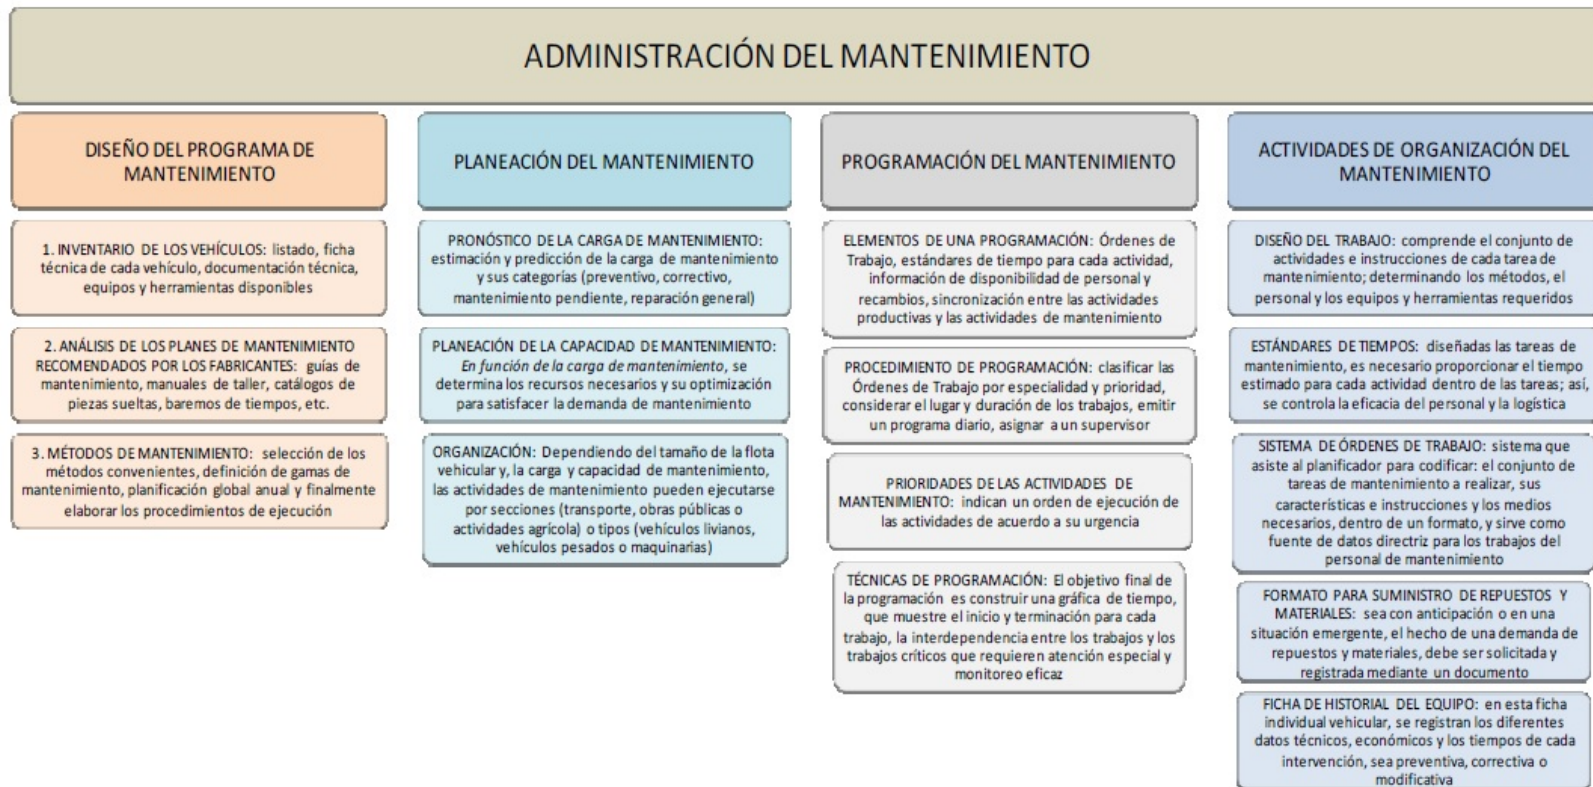 ADMINISTRACIÓN DEL MANTENIMIENTO
DISEÑO DEL PROGRAMA DE
MANTENIMIENTO
1. INVENTARIO DE LOS VEHÍCULOS: listado, ficha
técnica de cada vehículo, documentación técnica,
equipos y herramientas disponibles
2. ANÁLISIS DE LOS PLANES DE MANTENIMIENTO
RECOMENDADOS POR LOS FABRICANTES: guías de
mantenimiento, manuales de taller, catálogos de
piezas sueltas, baremos de tiempos, etc.
3. MÉTODOS DE MANTENIMIENTO: selección de los
métodos convenientes, definición de gamas de
mantenimiento, planificación global anual y finalmente
elaborar los procedimientos de ejecución
PLANEACIÓN DEL MANTENIMIENTO
PRONÓSTICO DE LA CARGA DE MANTENIMIENTO:
estimación y predicción de la carga de mantenimiento
y sus categorías (preventivo, correctivo,
mantenimiento pendiente, reparación general)
PLANEACIÓN DE LA CAPACIDAD DE MANTENIMIENTO:
En función de la carga de mantenimiento, se
determina los recursos necesarios y su optimización
para satisfacer la demanda de mantenimiento
ORGANIZACIÓN: Dependiendo del tamaño de la flota
vehicular y, la carga y capacidad de mantenimiento,
las actividades de mantenimiento pueden ejecutarse
por secciones (transporte, obras públicas o
actividades agrícola) o tipos (vehículos livianos,
vehículos pesados o maquinarias)
PROGRAMACIÓN DEL MANTENIMIENTO
ELEMENTOS DE UNA PROGRAMACIÓN: Órdenes de
Trabajo, estándares de tiempo para cada actividad,
información de disponibilidad de personal y
recambios, sincronización entre las actividades
productivas y las actividades de mantenimiento
PROCEDIMIENTO DE PROGRAMACIÓN: clasificar las
Órdenes de Trabajo por especialidad y prioridad,
considerar el lugar y duración de los trabajos, emitir
un programa diario, asignar a un supervisor
PRIORIDADES DE LAS ACTIVIDADES DE
MANTENIMIENTO: indican un orden de ejecución de
las actividades de acuerdo a su urgencia
TÉCNICAS DE PROGRAMACIÓN: El objetivo final de
la programación es construir una gráfica de tiempo,
que muestre el inicio y terminación para cada
trabajo, la interdependencia entre los trabajos y los
trabajos críticos que requieren atención especial y
monitoreo eficaz
ACTIVIDADES DE ORGANIZACIÓN DEL
MANTENIMIENTO
DISEÑO DEL TRABAJO: comprende el conjunto de
actividades e instrucciones de cada tarea de
mantenimiento; determinando los métodos, el
personal y los equipos y herramientas requeridos
ESTÁNDARES DE TIEMPOS: diseñadas las tareas de
mantenimiento, es necesario proporcionar el tiempo
estimado para cada actividad dentro de las tareas; así,
se controla la eficacia del personal y la logística
SISTEMA DE ÓRDENES DE TRABAJO: sistema que
asiste al planificador para codificar: el conjunto de
tareas de mantenimiento a realizar, sus
características e instrucciones y los medios
necesarios, dentro de un formato, y sirve como
fuente de datos directriz para los trabajos del
personal de mantenimiento
FORMATO PARA SUMINISTRO DE REPUESTOS Y
MATERIALES: sea con anticipación o en una
situación emergente, el hecho de una demanda de
repuestos y materiales, debe ser solicitada y
registrada mediante un documento
FICHA DE HISTORIAL DEL EQUIPO: en esta ficha
individual vehicular, se registran los diferentes
datos técnicos, económicos y los tiempos de cada
intervención, sea preventiva, correctiva o
modificativa